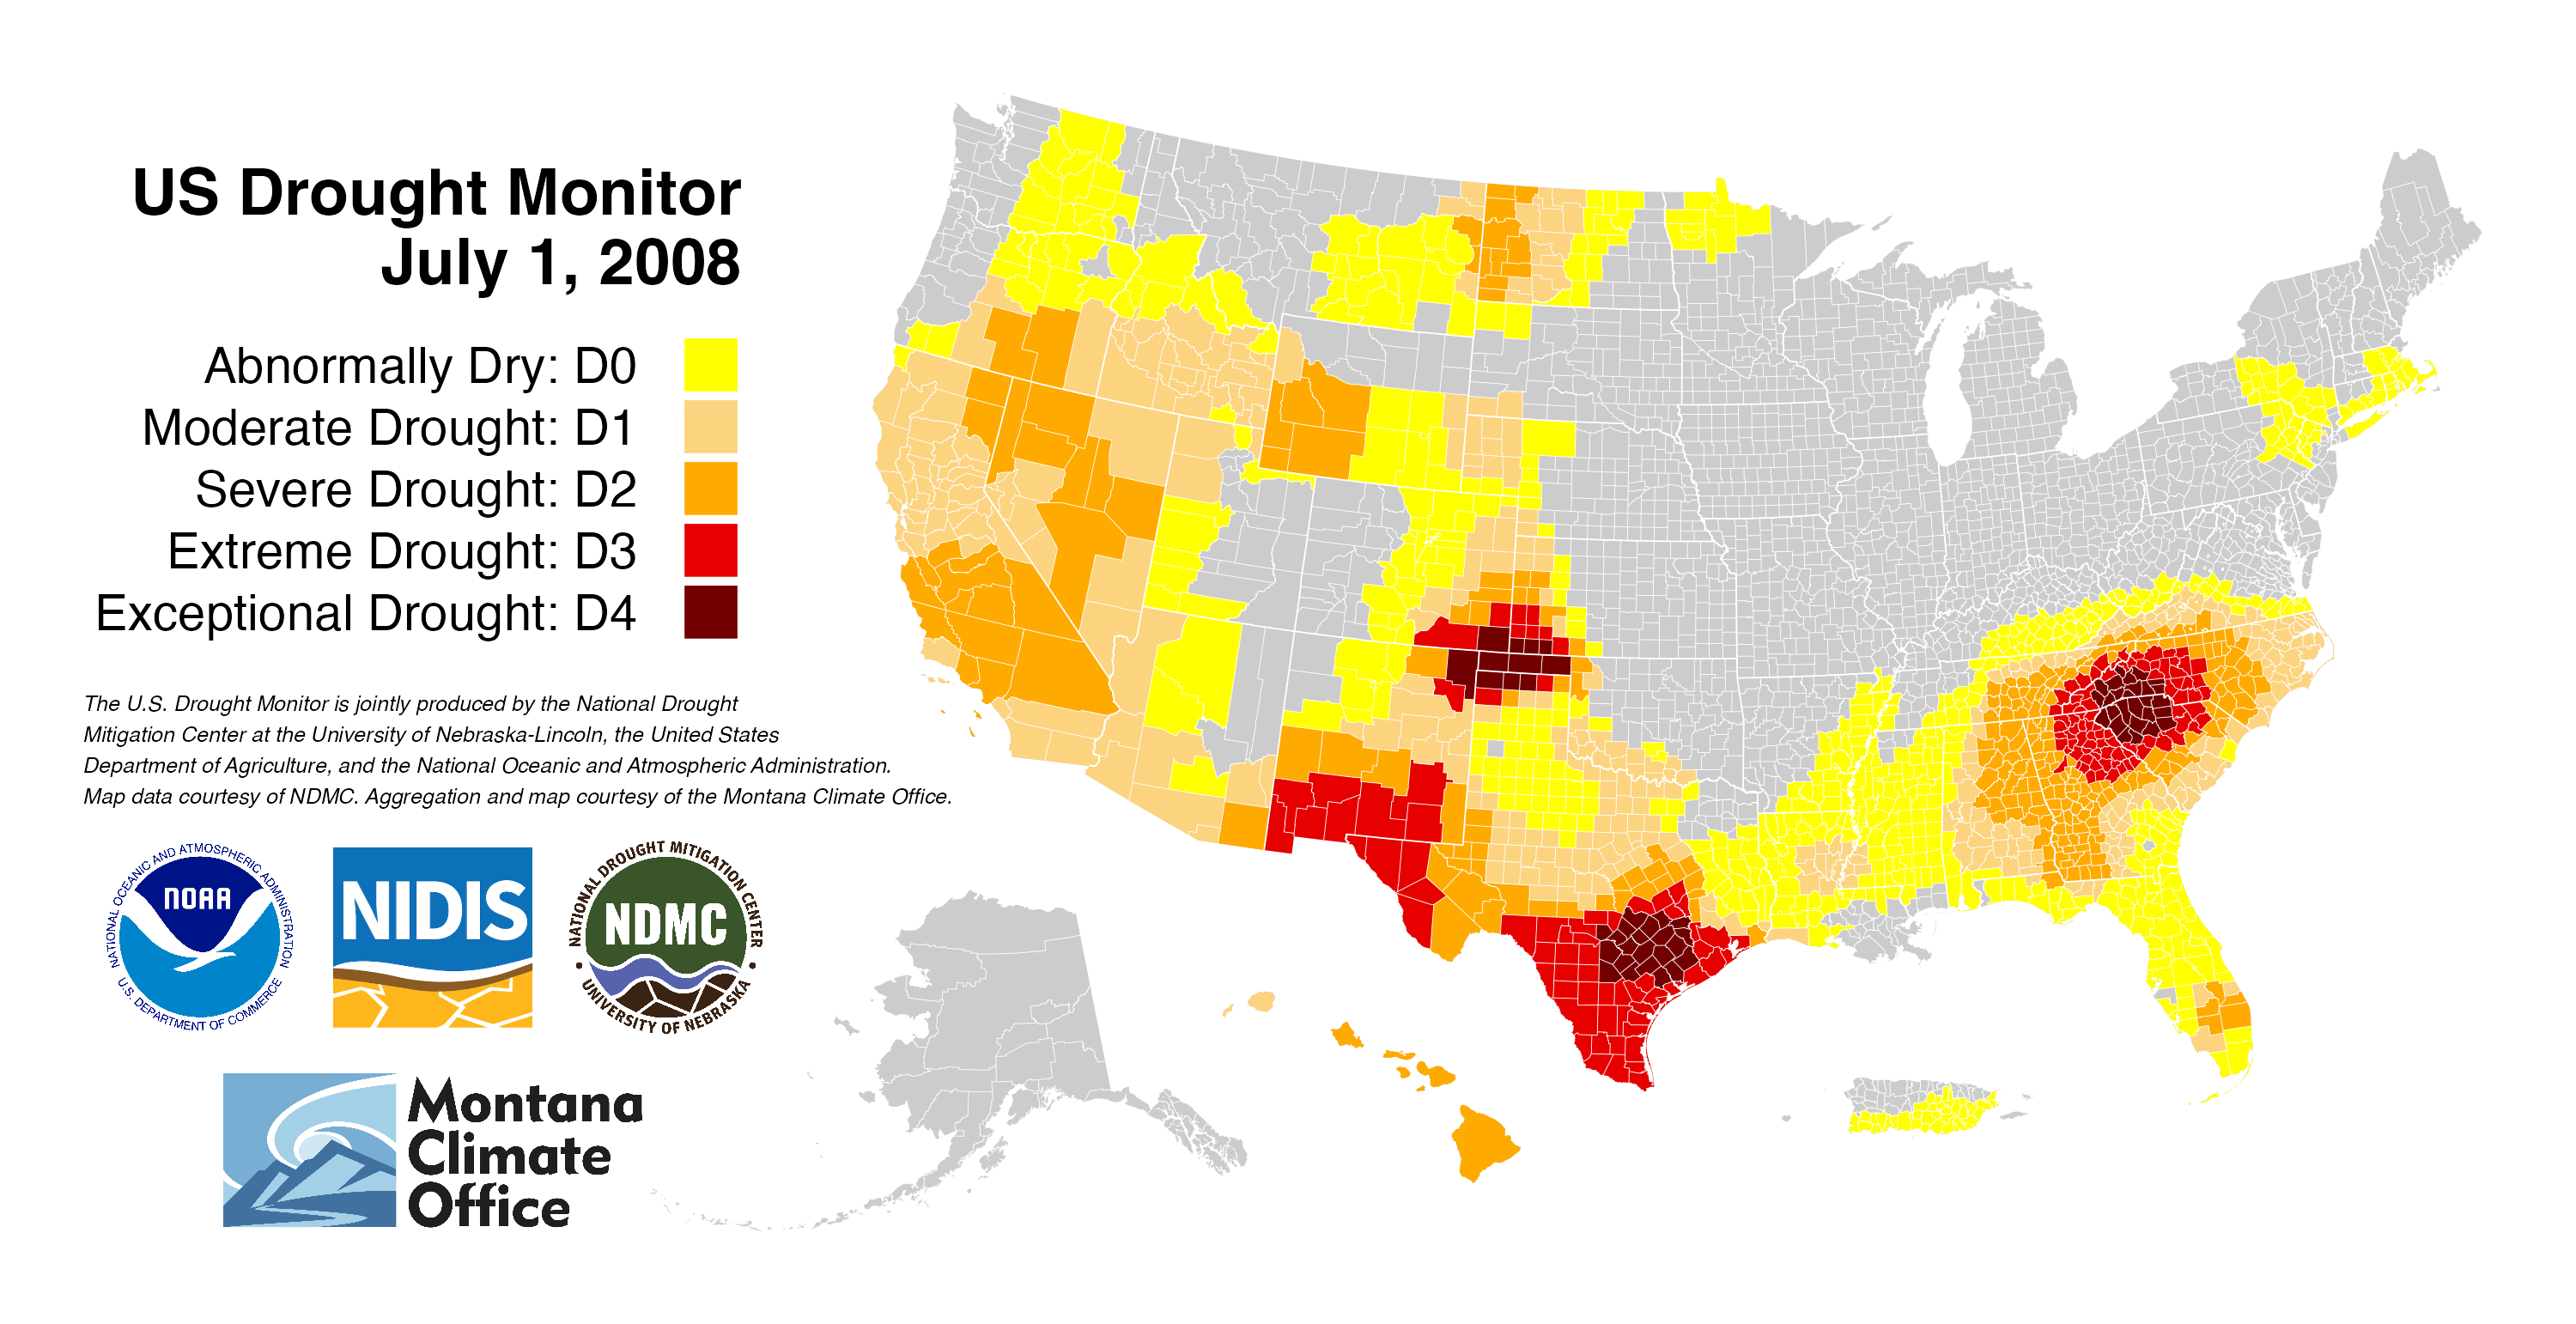 US Drought Monitor
July 1, 2008
Abnormally Dry: D0
Moderate Drought: D1
Severe Drought: D2
Extreme Drought: D3
Exceptional Drought: D4
The U.S. Drought Monitor is jointly produced by the National Drought
Mitigation Center at the University of Nebraska-Lincoln, the United States
Department of Agriculture, and the National Oceanic and Atmospheric Administration.
Map data courtesy of NDMC. Aggregation and map courtesy of the Montana Climate Office.
NATIONAL OCEANIC AND ATMOSPHERIC ADMINISTRATION
NOAA
U.S. DEPARTMENT OF COMMERCE
NIDIS
NATIONAL DROUGHT MITIGATION CENTER
NDMC
UNIVERSITY OF NEBRASKA
Montana
Climate
Office